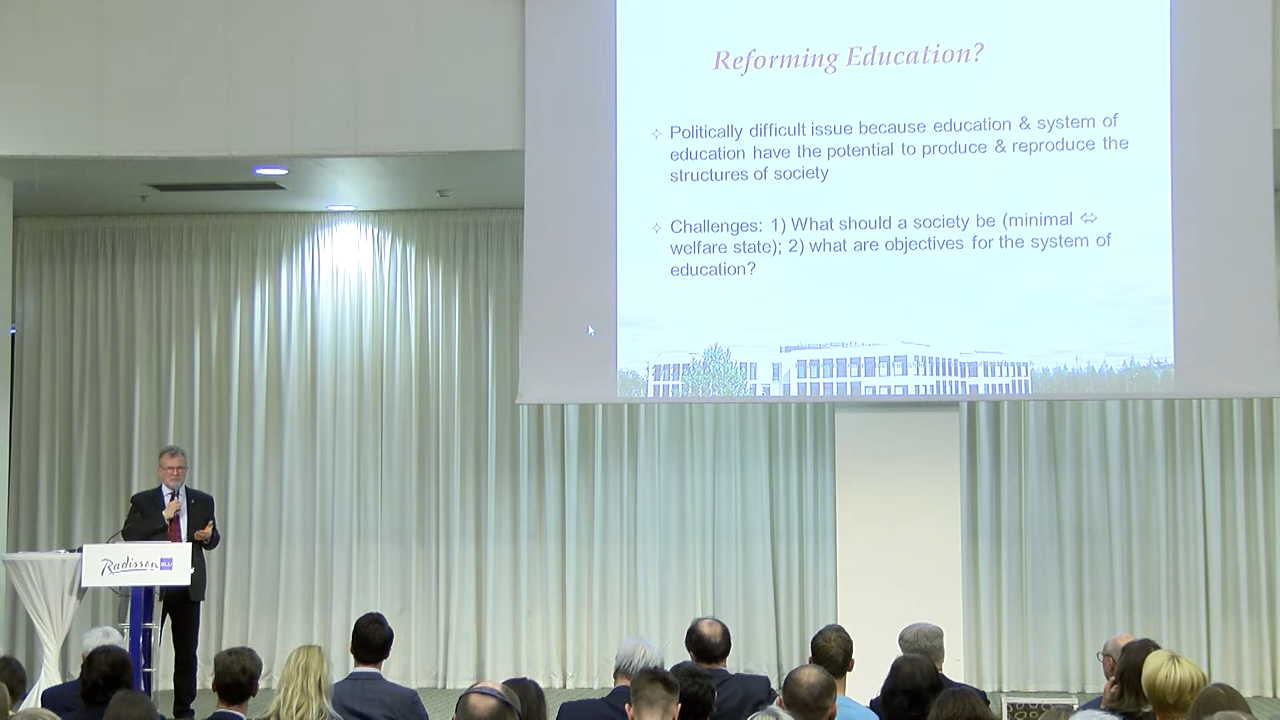 Reforming Education?
✧ Politically difficult issue because education & system of
education have the potential to produce & reproduce the
structures of society
✧ Challenges: 1) What should a society be (minimal ⇔
welfare state); 2) what are objectives for the system of
education?
Radisson BLU